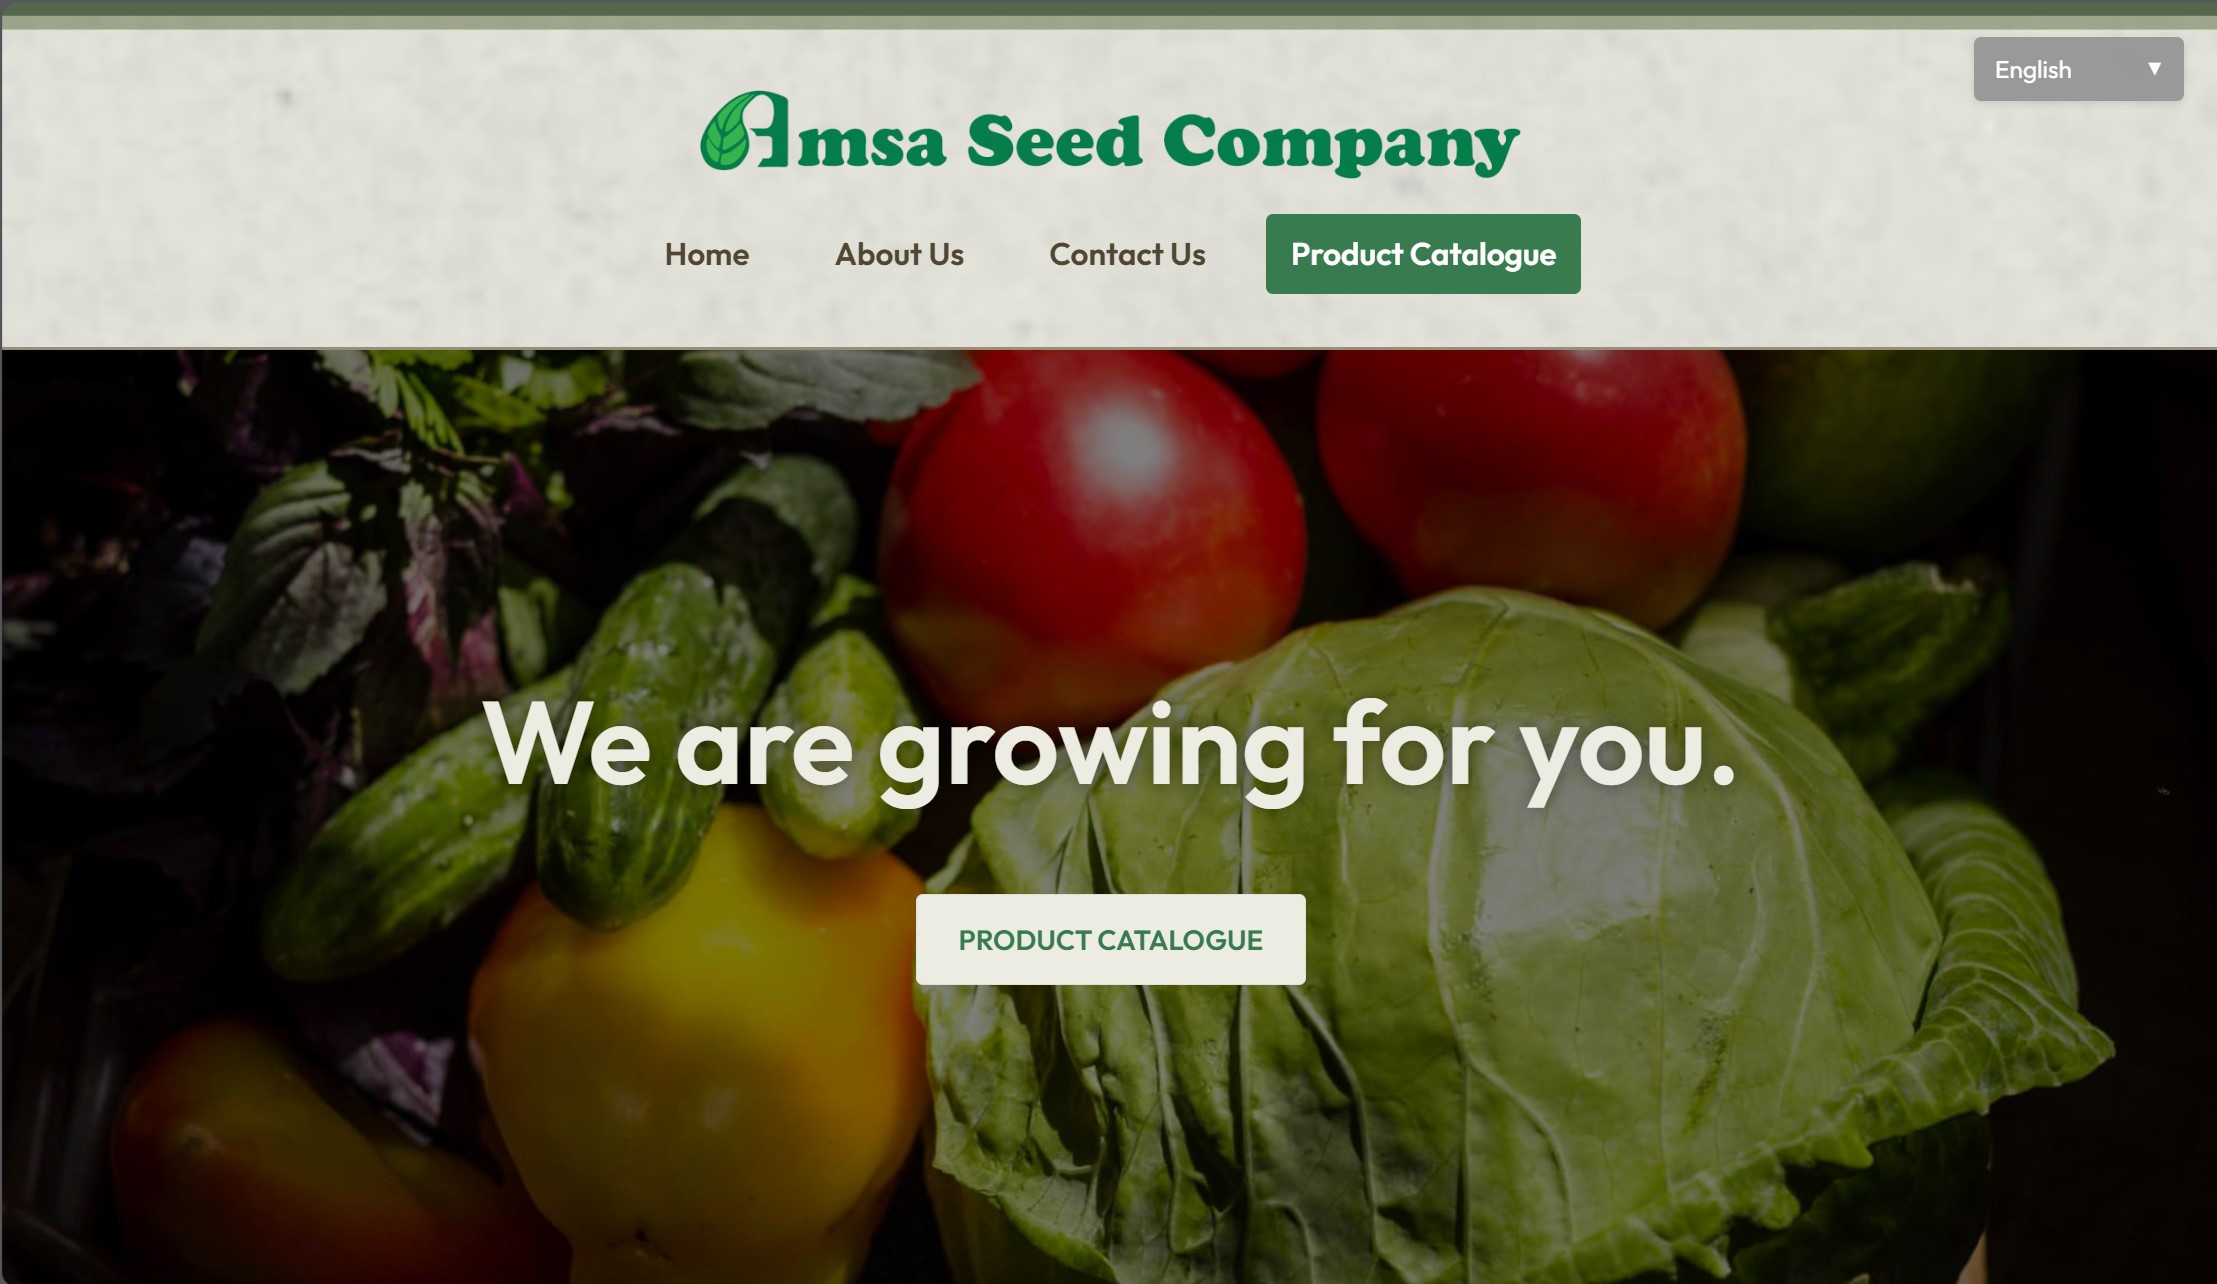 English ▼
Amsa Seed Company
Home About Us Contact Us Product Catalogue
We are growing for you.
PRODUCT CATALOGUE